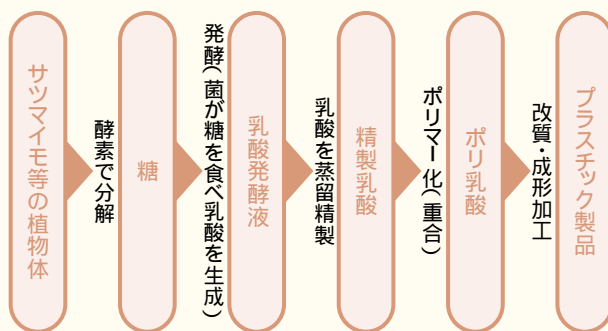 サツマイモ等の植物体
酵素で分解
糖
発酵(菌が糖を食べ乳酸を生成)
乳酸発酵液
乳酸を蒸留精製
精製乳酸
ポリマー化(重合)
ポリ乳酸
改質・成形加工
プラスチック製品